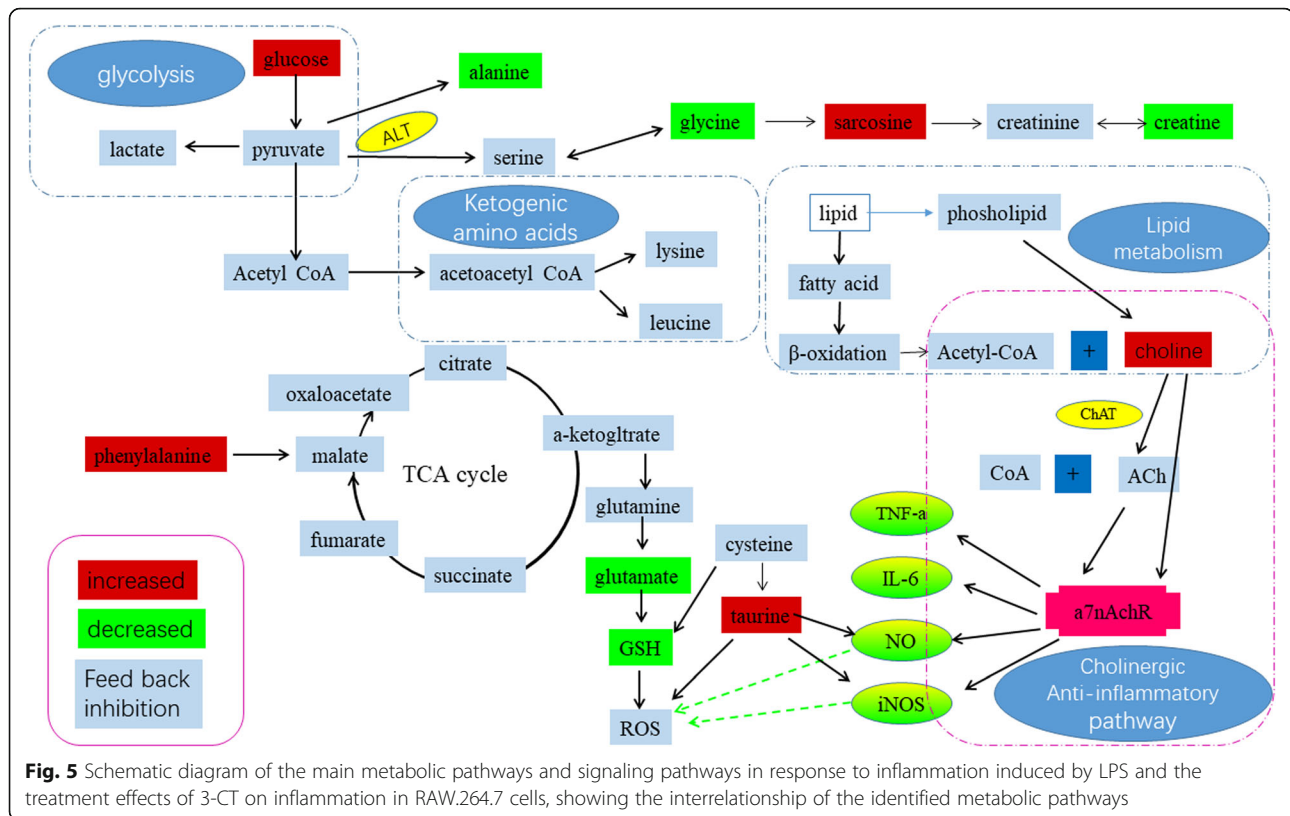 glycolysis
glucose
alanine
ALT
lactate
pyruvate
serine
glycine
sarcosine
creatinine
creatine
Ketogenic
amino acids
Acetyl CoA
acetoacetyl CoA
lysine
leucine
lipid
phosholipid
Lipid
metabolism
fatty acid
β-oxidation
Acetyl-CoA
+
choline
ChAT
CoA
+
ACh
citrate
oxaloacetate
a-ketogltrate
phenylalanine
malate
TCA cycle
fumarate
succinate
glutamine
glutamate
GSH
ROS
cysteine
taurine
TNF-a
IL-6
NO
iNOS
a7nAchR
Cholinergic
Anti-inflammatory
pathway
increased
decreased
Feed back
inhibition
Fig. 5 Schematic diagram of the main metabolic pathways and signaling pathways in response to inflammation induced by LPS and the
treatment effects of 3-CT on inflammation in RAW.264.7 cells, showing the interrelationship of the identified metabolic pathways